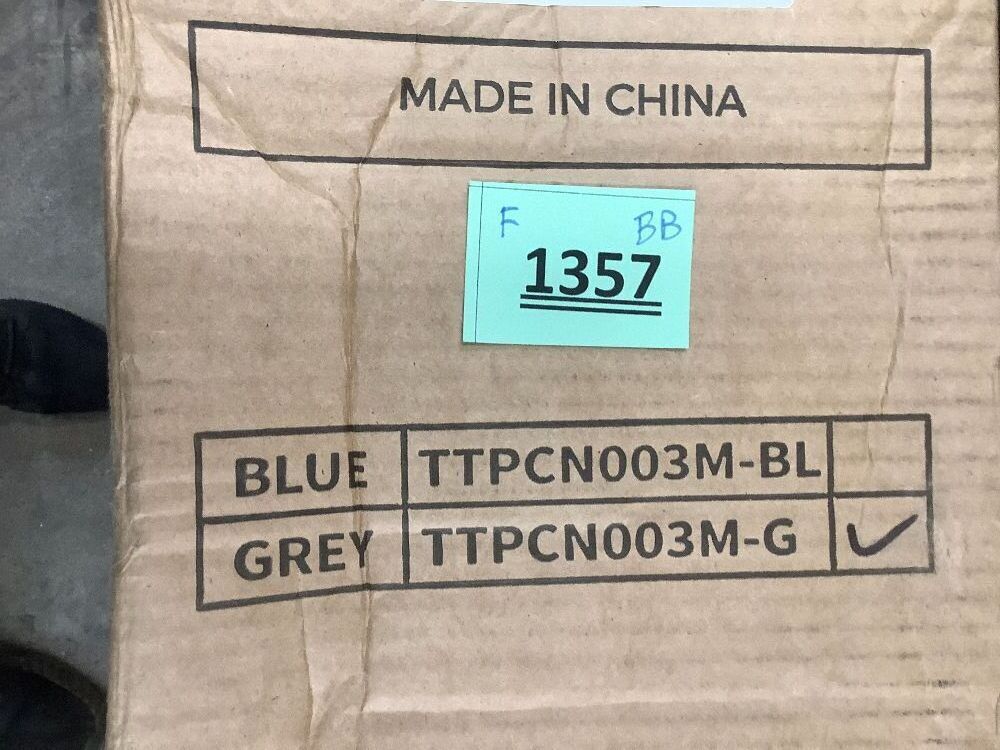 MADE IN CHINA
F BB
1357
BLUE TTPCN003M-BL
GREY TTPCN003M-G ✓